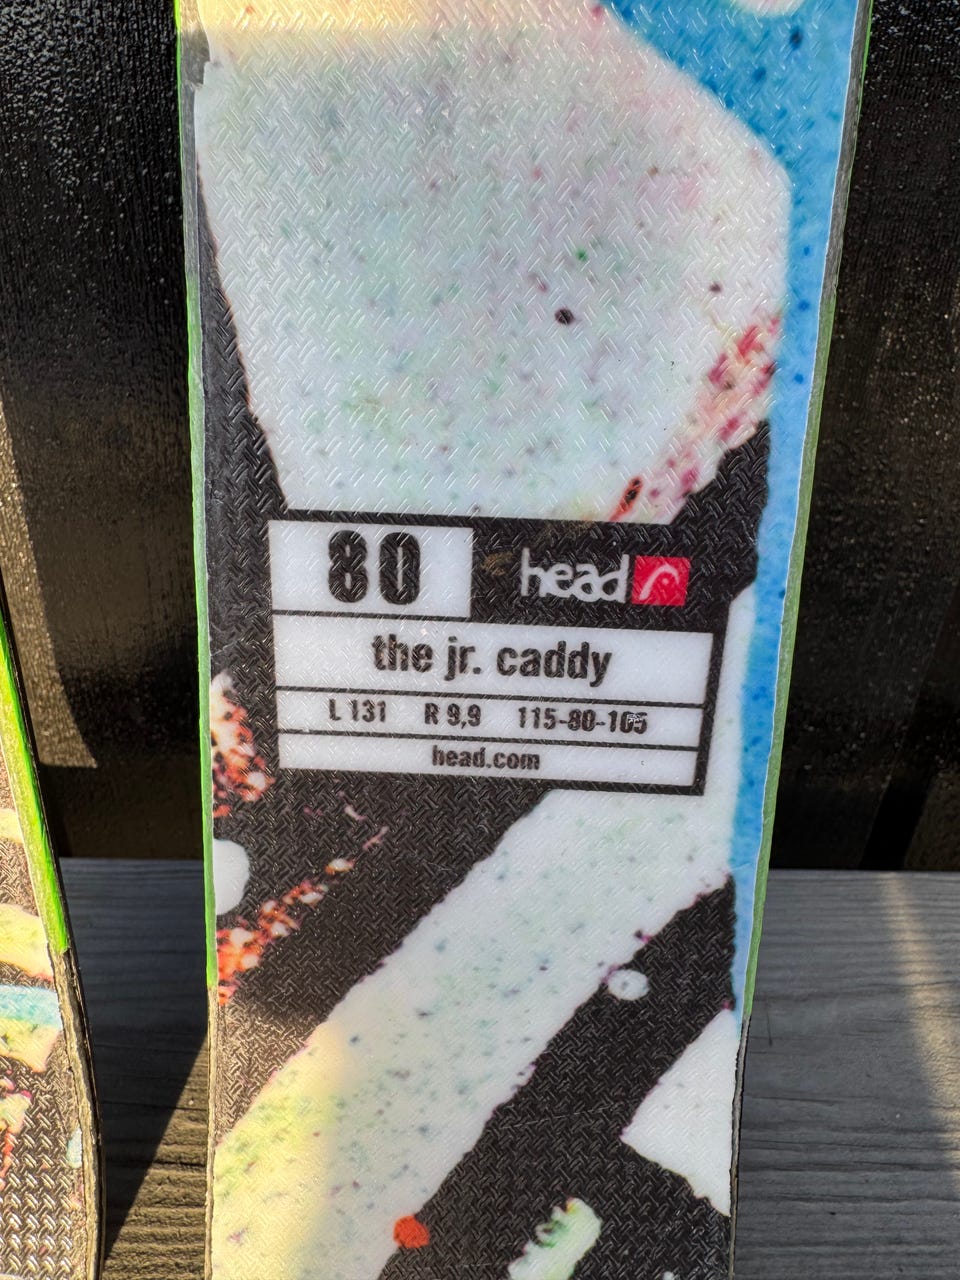 80
head
the jr. caddy
L 131 R 9,9 115-80-105
head.com